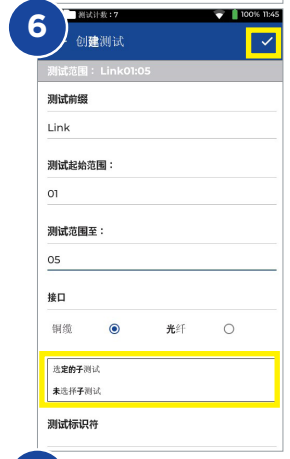 6
测试计数:7
100% 11:45
创建测试
测试范围: Link01:05
测试前缀
Link
测试起始范围:
01
测试范围至:
05
接口
铜缆 光纤
选定的子测试
未选择子测试
测试标识符